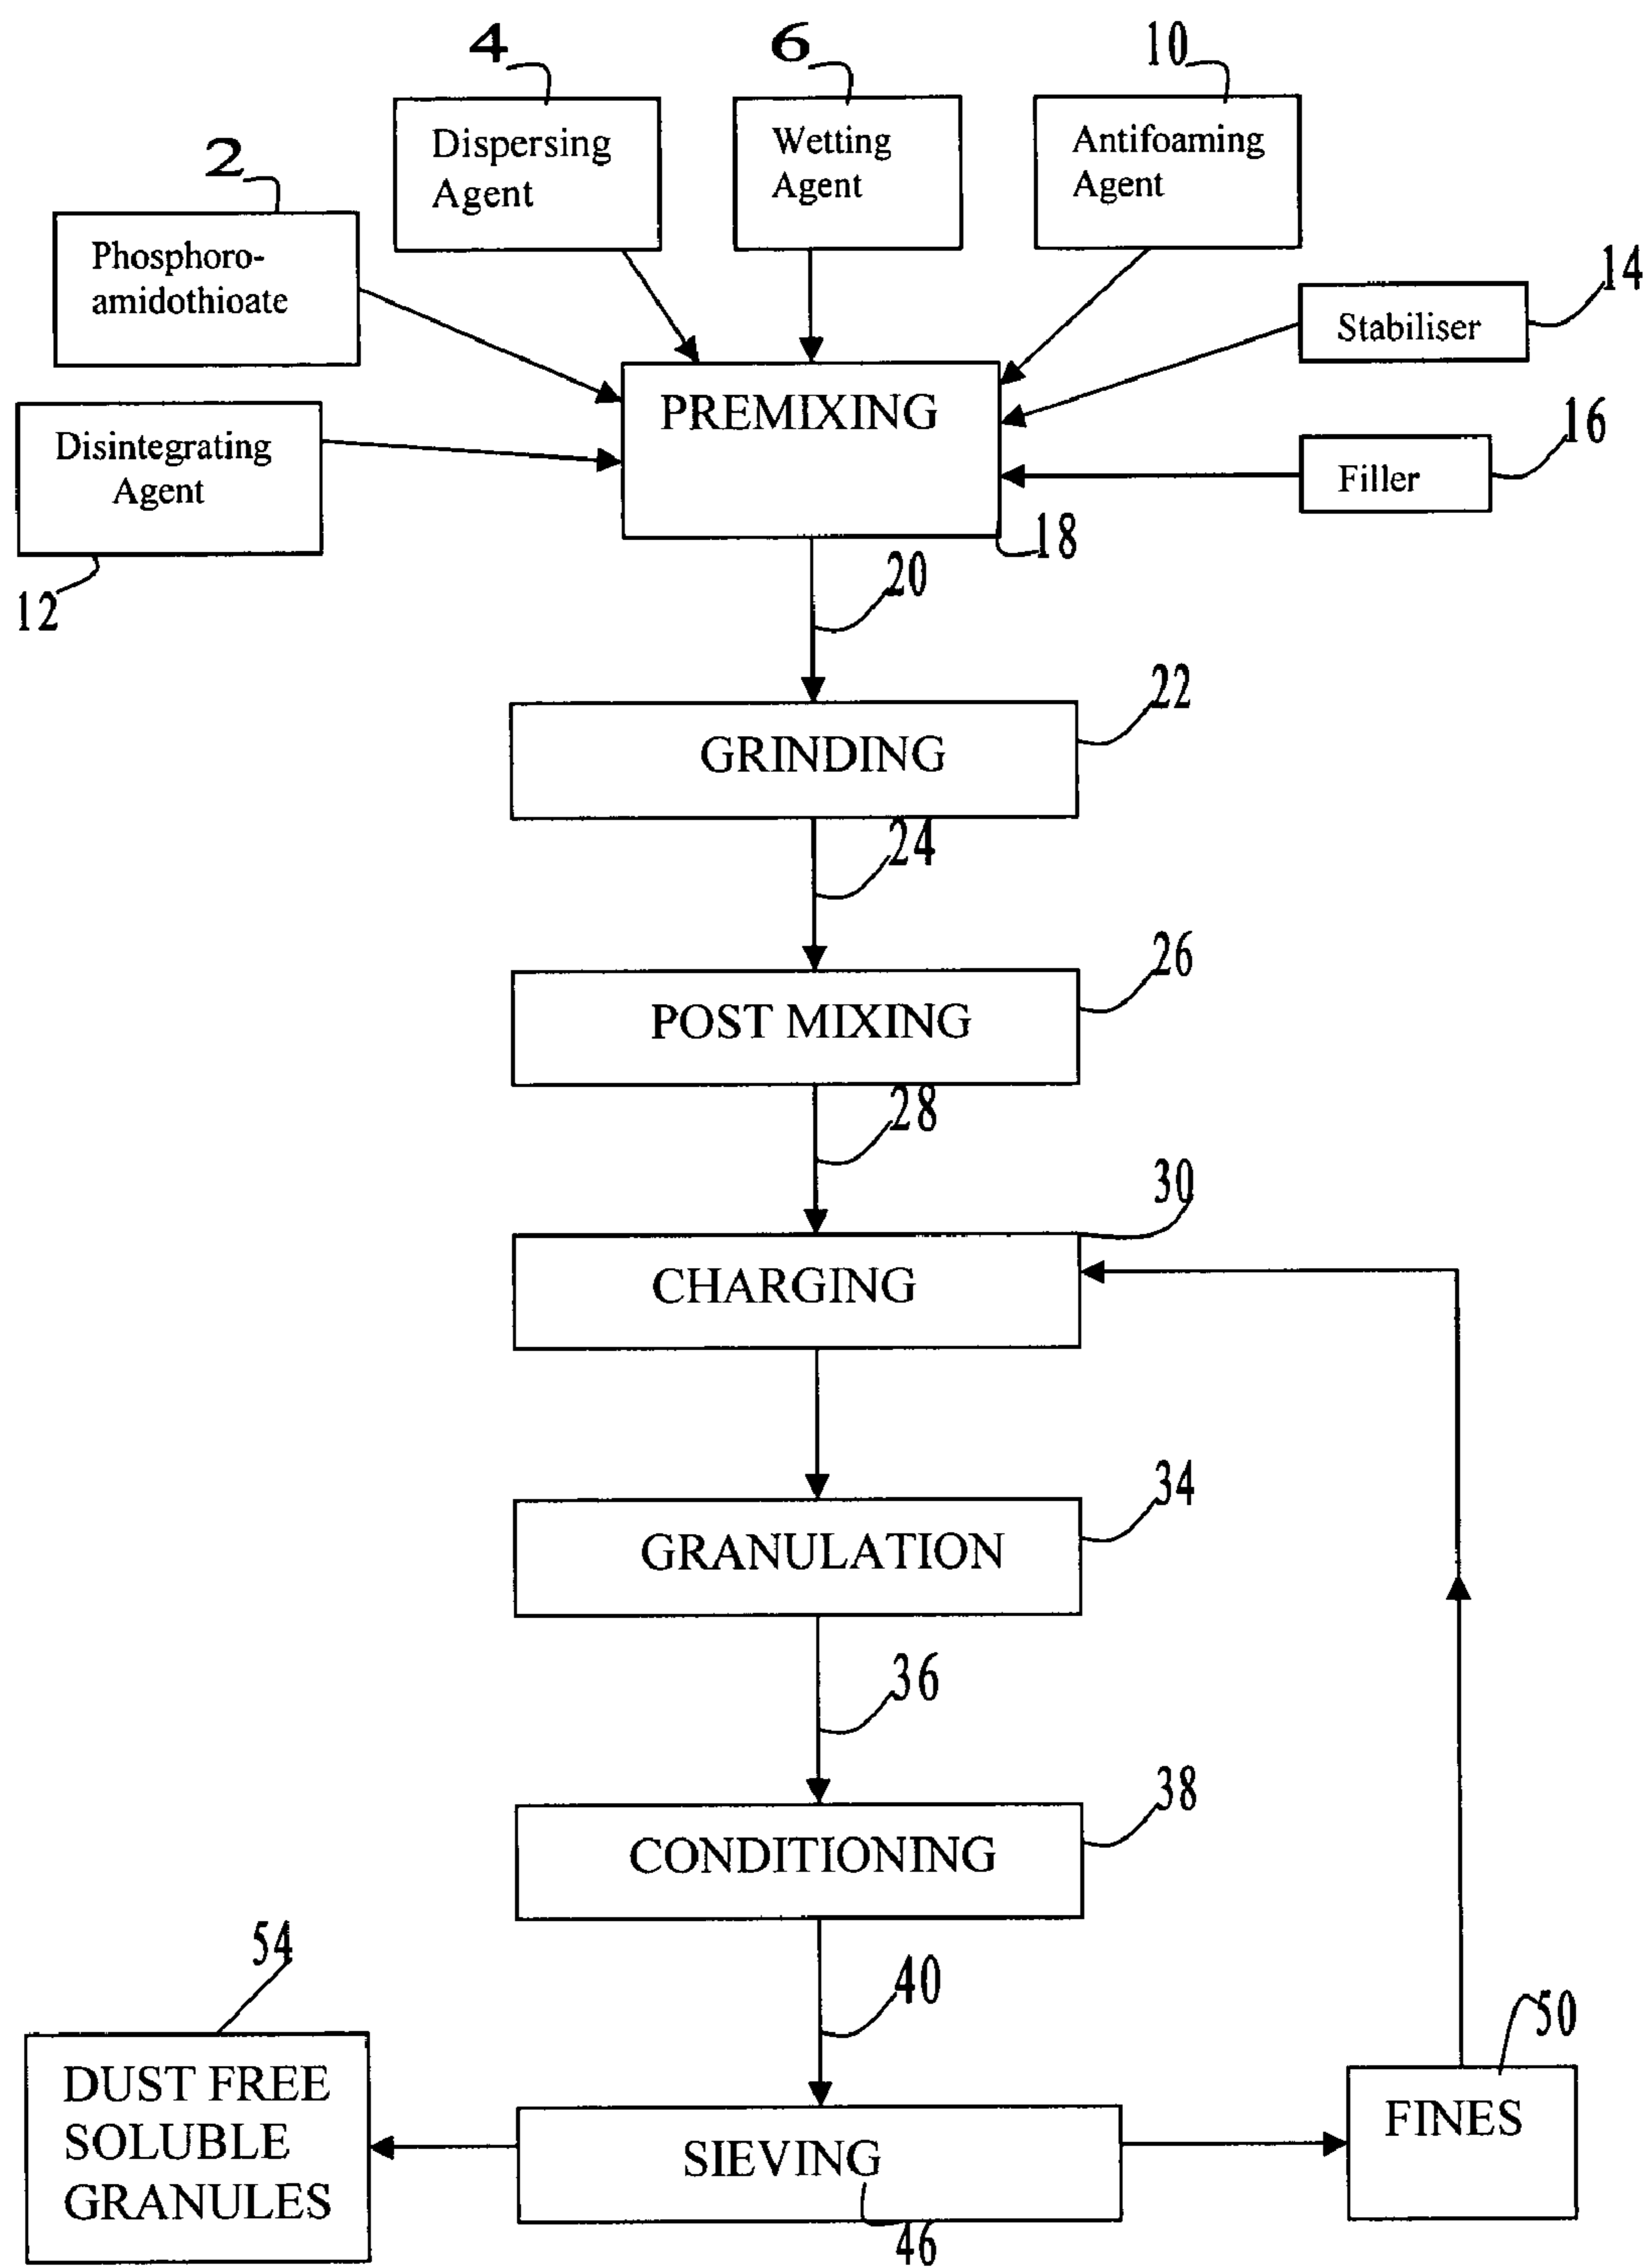 4
6
10
Dispersing
Agent
Wetting
Agent
Antifoaming
Agent
2
Phosphoro-
amidothioate
14
Stabiliser
PREMIXING
16
Disintegrating
Agent
Filler
18
12
20
22
GRINDING
24
26
POST MIXING
28
30
CHARGING
34
GRANULATION
36
38
CONDITIONING
54
40
50
DUST FREE
SOLUBLE
GRANULES
FINES
SIEVING
46